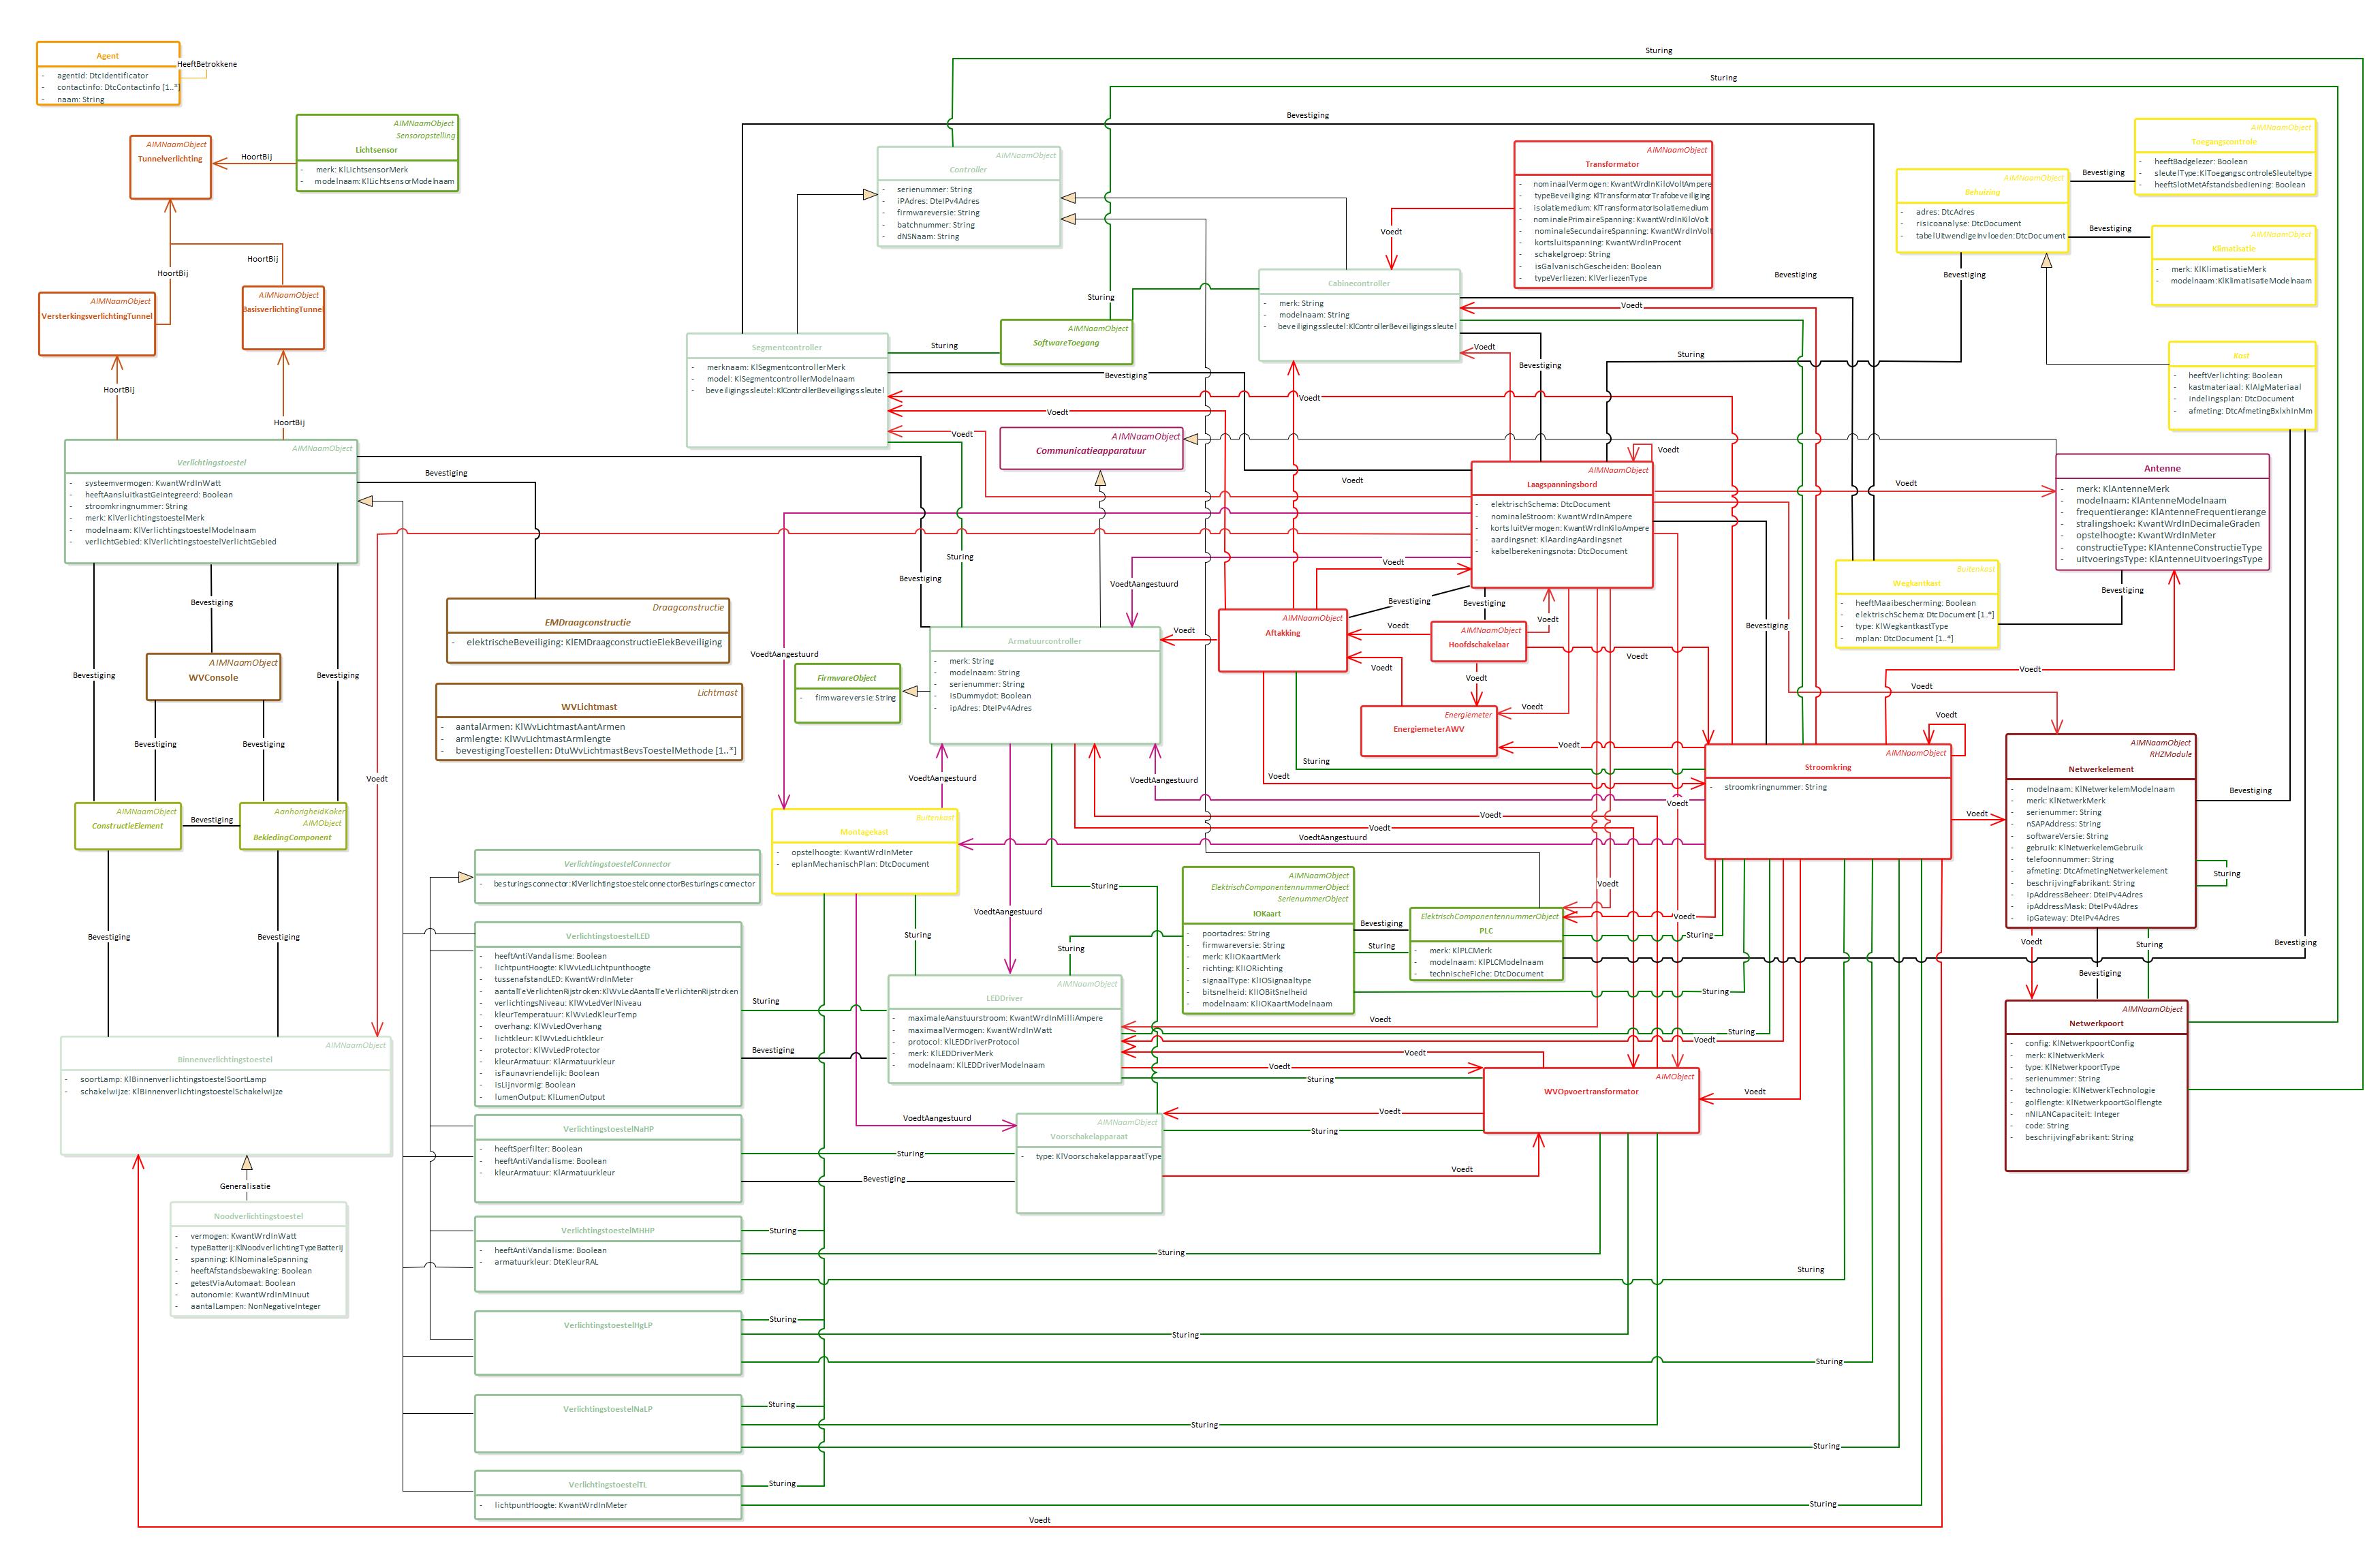 Agent
- agentId: DtcIdentificator
- contactinfo: DtcContactinfo [1..*]
- naam: String
HeeftBetrokkene
AIMNaamObject
Tunnelverlichting
HoortBij
AIMNaamObject
Sensoropstelling
Lichtsensor
- merk: KlLichtsensorMerk
- modelnaam: KlLichtsensorModelnaam
HoortBij
HoortBij
AIMNaamObject
VersterkingsverlichtingTunnel
AIMNaamObject
BasisverlichtingTunnel
HoortBij
HoortBij
AIMNaamObject
Verlichtingstoestel
- systeemvermogen: KwantWrdInWatt
- heeftAansluitkastGeintegreerd: Boolean
- stroomkringnummer: String
- merk: KlVerlichtingstoestelMerk
- modelnaam: KlVerlichtingstoestelModelnaam
- verlichtGebied: KlVerlichtingstoestelVerlichtGebied
Bevestiging
Bevestiging
Bevestiging
Bevestiging
Bevestiging
AIMNaamObject
WVConsole
Bevestiging
Bevestiging
AIMNaamObject
ConstructieElement
Bevestiging
AanhorigheidKoker
AIMObject
BekledingComponent
Bevestiging
Bevestiging
Voedt
AIMNaamObject
Binnenverlichtingstoestel
- soortLamp: KlBinnenverlichtingstoestelSoortLamp
- schakelwijze: KlBinnenverlichtingstoestelSchakelwijze
Generalisatie
Noodverlichtingstoestel
- vermogen: KwantWrdInWatt
- typeBatterij:KlNoodverlichtingTypeBatterij
- spanning: KlNominaleSpanning
- heeftAfstandsbewaking: Boolean
- getestViaAutomaat: Boolean
- autonomie: KwantWrdInMinuut
- aantalLampen: NonNegativeInteger
Draagconstructie
EMDraagconstructie
- elektrischeBeveiliging: KlEMDraagconstructieElekBeveiliging
Lichtmast
WVLichtmast
- aantalArmen: KlWvLichtmastAantArmen
- armlengte: KlWvLichtmastArmlengte
- bevestigingToestellen: DtuWvLichtmastBevsToestelMethode [1..*]
VerlichtingstoestelConnector
- besturingsconnector:KlVerlichtingstoestelconnectorBesturingsconnector
VerlichtingstoestelLED
- heeftAntiVandalisme: Boolean
- lichtpuntHoogte: KlWvLedLichtpunthoogte
- tussenafstandLED: KwantWrdInMeter
- aantalTeVerlichtenRijstroken:KlWvLedAantalTeVerlichtenRijstroken
- verlichtingsNiveau: KlWvLedVerlNiveau
- kleurTemperatuur: KlWvLedKleurTemp
- overhang: KlWvLedOverhang
- lichtkleur: KlWvLedLichtkleur
- protector: KlWvLedProtector
- kleurArmatuur: KlArmatuurkleur
- isFaunavriendelijk: Boolean
- isLijnvormig: Boolean
- lumenOutput: KlLumenOutput
Sturing
Bevestiging
VerlichtingstoestelNaHP
- heeftSperfilter: Boolean
- heeftAntiVandalisme: Boolean
- kleurArmatuur: KlArmatuurkleur
Sturing
Bevestiging
VerlichtingstoestelMHHP
- heeftAntiVandalisme: Boolean
- armatuurkleur: DteKleurRAL
Sturing
Sturing
Sturing
VerlichtingstoestelHgLP
Sturing
Sturing
Sturing
VerlichtingstoestelNaLP
Sturing
Sturing
Sturing
VerlichtingstoestelTL
- lichtpuntHoogte: KwantWrdInMeter
Sturing
Sturing
Voedt
Sturing
Sturing
Bevestiging
AIMNaamObject
Controller
- serienummer: String
- iPAdres: DteIPv4Adres
- firmwareversie: String
- batchnummer: String
- dNSNaam: String
Segmentcontroller
- merknaam: KlSegmentcontrollerMerk
- model: KlSegmentcontrollerModelnaam
- beveiligingssleutel:KlControllerBeveiligingssleutel
Sturing
Sturing
AIMNaamObject
SoftwareToegang
Bevestiging
Voedt
Voedt
Voedt
AIMNaamObject
Communicatieapparatuur
AIMNaamObject
Transformator
- nominaalVermogen: KwantWrdInKiloVoltAmpere
- typeBeveiliging: KlTransformatorTrafobeveiliging
- isolatiemedium: KlTransformatorIsolatiemedium
- nominalePrimaireSpanning: KwantWrdInKiloVolt
- nominaleSecundaireSpanning: KwantWrdInVolt
- kortsluitspanning: KwantWrdInProcent
- schakelgroep: String
- isGalvanischGescheiden: Boolean
- typeVerliezen: KlVerliezenType
Voedt
Cabinecontroller
- merk: String
- modelnaam: String
- beveiligingssleutel:KlControllerBeveiligingssleutel
Bevestiging
Voedt
Voedt
Bevestiging
Sturing
Bevestiging
AIMNaamObject
Behuizing
- adres: DtcAdres
- risicoanalyse: DtcDocument
- tabelUitwendigeInvloeden:DtcDocument
Bevestiging
Bevestiging
AIMNaamObject
Toegangscontrole
- heeftBadgelezer: Boolean
- sleutelType: KlToegangscontroleSleuteltype
- heeftSlotMetAfstandsbediening: Boolean
AIMNaamObject
Klimatisatie
- merk: KlKlimatisatieMerk
- modelnaam:KlKlimatisatieModelnaam
AIMNaamObject
Kast
- heeftVerlichting: Boolean
- kastmateriaal: KlAlgMateriaal
- indelingsplan: DtcDocument
- afmeting: DtcAfmetingBxlxhInMm
Voedt
Voedt
AIMNaamObject
Laagspanningsbord
- elektrischSchema: DtcDocument
- nominaleStroom: KwantWrdInAmpere
- kortsluitVermogen: KwantWrdInKiloAmpere
- aardingsnet: KlAardingAardingsnet
- kabelberekeningsnota: DtcDocument
Voedt
AIMNaamObject
Antenne
- merk: KlAntenneMerk
- modelnaam: KlAntenneModelnaam
- frequentierange: KlAntenneFrequentierange
- stralingshoek: KwantWrdInDecimaleGraden
- opstelhoogte: KwantWrdInMeter
- constructieType: KlAntenneConstructieType
- uitvoeringsType: KlAntenneUitvoeringsType
Buitenkast
Wegkantkast
- heeftMaaibescherming: Boolean
- elektrischSchema: DtcDocument [1..*]
- type: KlWegkantkastType
- mplan: DtcDocument [1..*]
Bevestiging
Sturing
Bevestiging
Voedt
VoedtAangestuurd
Voedt
Bevestiging
Bevestiging
Voedt
Armatuurcontroller
- merk: String
- modelnaam: String
- serienummer: String
- isDummydot: Boolean
- ipAdres: DteIPv4Adres
FirmwareObject
- firmwareversie: String
VoedtAangestuurd
VoedtAangestuurd
VoedtAangestuurd
Voedt
AIMNaamObject
Aftakking
Voedt
AIMNaamObject
Hoofdschakelaar
Voedt
Voedt
Voedt
Voedt
Energiemeter
EnergiemeterAWV
Voedt
Sturing
Voedt
Bevestiging
Voedt
Voedt
Voedt
AIMNaamObject
Stroomkring
- stroomkringnummer: String
Voedt
Voedt
Voedt
Voedt
VoedtAangestuurd
Buitenkast
Montagekast
- opstelhoogte: KwantWrdInMeter
- eplanMechanischPlan: DtcDocument
Sturing
VoedtAangestuurd
Sturing
Sturing
AIMNaamObject
ElektrischComponentennummerObject
SerienummerObject
IOKaart
- poortadres: String
- firmwareversie: String
- merk: KlIOKaartMerk
- richting: KlIORichting
- signaalType: KlIOSignaaltype
- bitsnelheid: KlIOBitSnelheid
- modelnaam: KlIOKaartModelnaam
Bevestiging
Sturing
Voedt
ElektrischComponentennummerObject
PLC
- merk: KlPLCMerk
- modelnaam: KlPLCModelnaam
- technischeFiche: DtcDocument
Voedt
Sturing
Sturing
AIMNaamObject
LEDDriver
- maximaleAanstuurstroom: KwantWrdInMilliAmpere
- maximaalVermogen: KwantWrdInWatt
- protocol: KlLEDDriverProtocol
- merk: KlLEDDriverMerk
- modelnaam: KlLEDDriverModelnaam
Voedt
Sturing
Voedt
Voedt
Voedt
Sturing
AIMObject
WVOpvoertransformator
Voedt
VoedtAangestuurd
AIMNaamObject
Voorschakelapparaat
- type: KlVoorschakelapparaatType
Voedt
Sturing
Voedt
AIMNaamObject
RHZModule
Netwerkelement
- modelnaam: KlNetwerkelemModelnaam
- merk: KlNetwerkMerk
- serienummer: String
- nSAPAddress: String
- softwareVersie: String
- gebruik: KlNetwerkelemGebruik
- telefoonnummer: String
- afmeting: DtcAfmetingNetwerkelement
- beschrijvingFabrikant: String
- ipAddressBeheer: DteIPv4Adres
- ipAddressMask: DteIPv4Adres
- ipGateway: DteIPv4Adres
Bevestiging
Sturing
Bevestiging
Voedt
Sturing
Bevestiging
AIMNaamObject
Netwerkpoort
- config: KlNetwerkpoortConfig
- merk: KlNetwerkMerk
- type: KlNetwerkpoortType
- serienummer: String
- technologie: KlNetwerkTechnologie
- golflengte: KlNetwerkpoortGolflengte
- nNILANCapaciteit: Integer
- code: String
- beschrijvingFabrikant: String